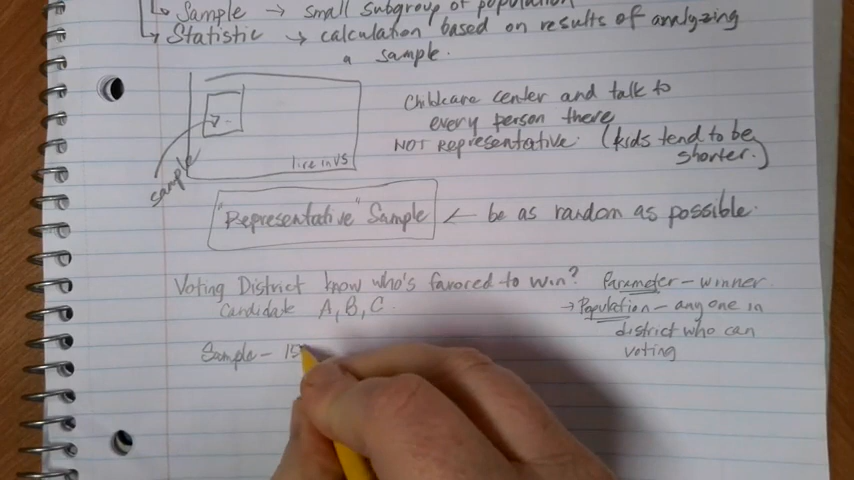 ↳ Sample → small subgroup of population
↳ Statistic → calculation based on results of analyzing
a sample.
Childcare center and talk to
every person there
NOT Representative. (kids tend to be
shorter.)
live in US
sample
"Representative" Sample ← be as random as possible.
Voting District know who's favored to win?
Candidate A, B, C.
Parameter - winner
→ Population - any one in
district who can
voting
Sample - 15